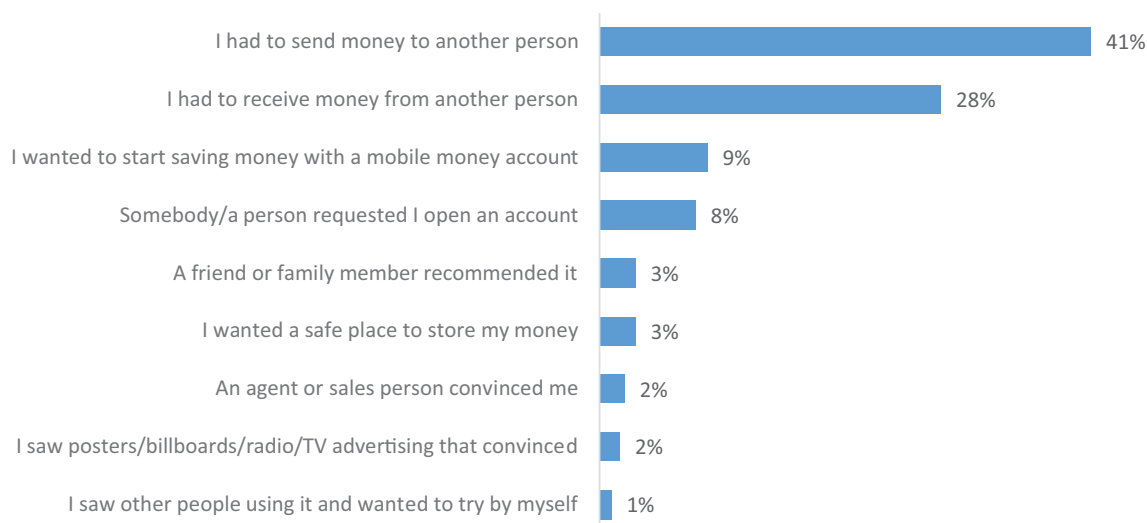 I had to send money to another person 41%
I had to receive money from another person 28%
I wanted to start saving money with a mobile money account 9%
Somebody/a person requested I open an account 8%
A friend or family member recommended it 3%
I wanted a safe place to store my money 3%
An agent or sales person convinced me 2%
I saw posters/billboards/radio/TV advertising that convinced 2%
I saw other people using it and wanted to try by myself 1%